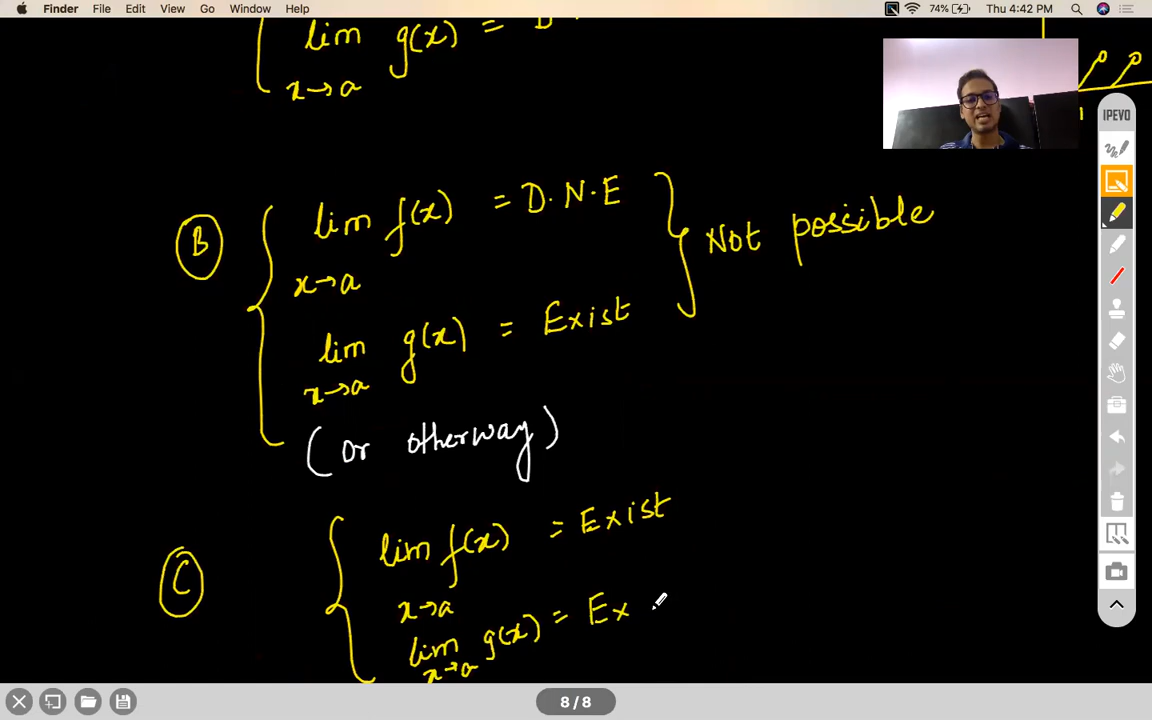 Finder File Edit View Go Window Help 74% Thu 4:42 PM
lim g(x) = D
x→a
IPEVO
B lim f(x) = D.N.E
x→a
Not possible
lim g(x) = Exist
x→a
(or otherway)
C lim f(x) = Exist
x→a
lim g(x) = Ex
x→a
8/8